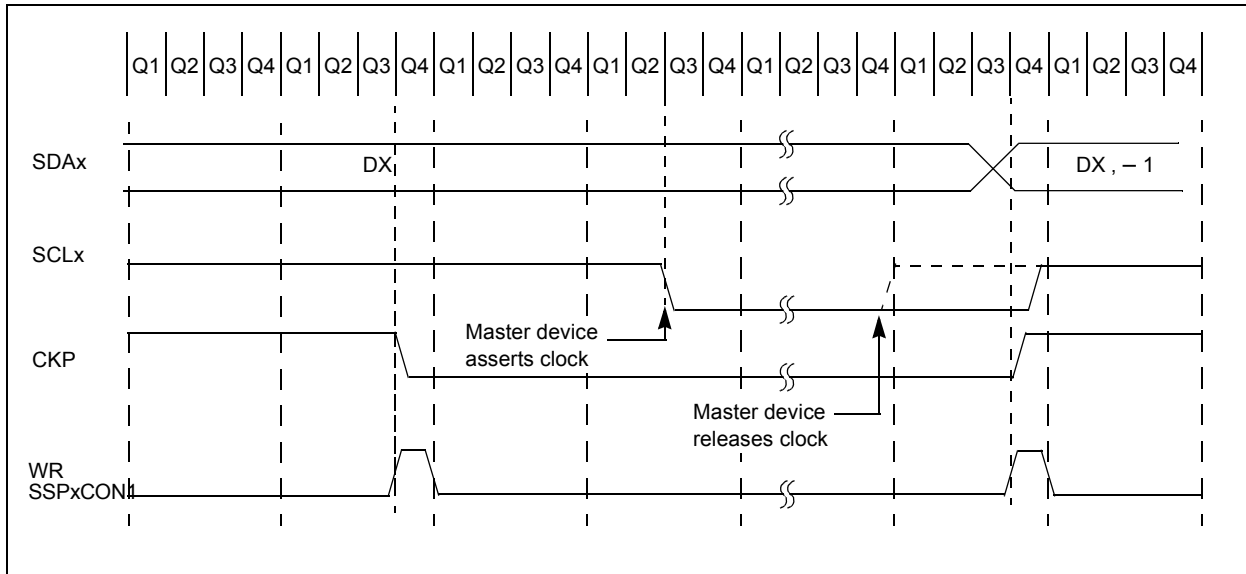 Q1 Q2 Q3 Q4 Q1 Q2 Q3 Q4 Q1 Q2 Q3 Q4 Q1 Q2 Q3 Q4 Q1 Q2 Q3 Q4 Q1 Q2 Q3 Q4 Q1 Q2 Q3 Q4
SDAx
DX
DX , – 1
SCLx
Master device
asserts clock
CKP
Master device
releases clock
WR
SSPxCON1